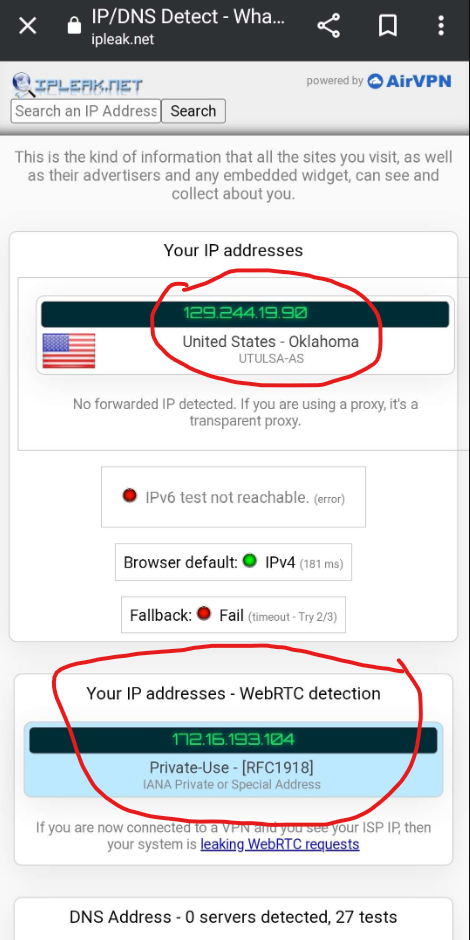 IP/DNS Detect - Wha...
ipleak.net
IPLEAK.NET
powered by AirVPN
Search an IP Address Search
This is the kind of information that all the sites you visit, as well
as their advertisers and any embedded widget, can see and
collect about you.
Your IP addresses
129.244.19.90
United States - Oklahoma
UTULSA-AS
No forwarded IP detected. If you are using a proxy, it's a
transparent proxy.
IPv6 test not reachable. (error)
Browser default: IPv4 (181 ms)
Fallback: Fail (timeout - Try 2/3)
Your IP addresses - WebRTC detection
172.16.193.104
Private-Use - [RFC1918]
IANA Private or Special Address
If you are now connected to a VPN and you see your ISP IP, then
your system is leaking WebRTC requests
DNS Address - 0 servers detected, 27 tests